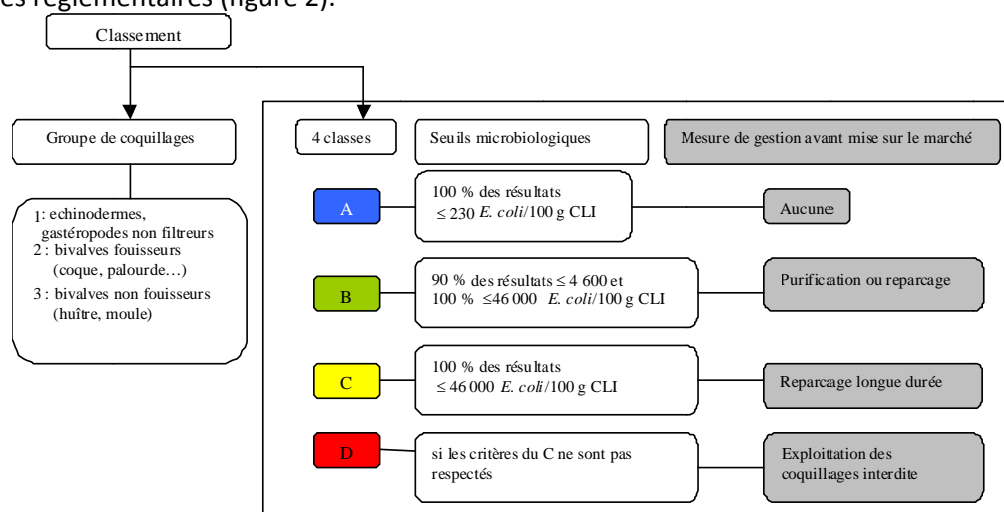 es réglementaires (figure 2).
Classement
Groupe de coquillages
4 classes
Seuils microbiologiques
Mesure de gestion avant mise sur le marché
1: echinodermes,
gastéropodes non filtreurs
2 : bivalves fouisseurs
(coque, palourde…)
3 : bivalves non fouisseurs
(huître, moule)
A
100 % des résultats
≤ 230 E. coli/100 g CLI
Aucune
B
90 % des résultats ≤ 4 600 et
100 % ≤46 000 E. coli/100 g CLI
Purification ou reparcage
C
100 % des résultats
≤ 46 000 E. coli/100 g CLI
Reparcage longue durée
D
si les critères du C ne sont pas
respectés
Exploittation des
coquillages interdite